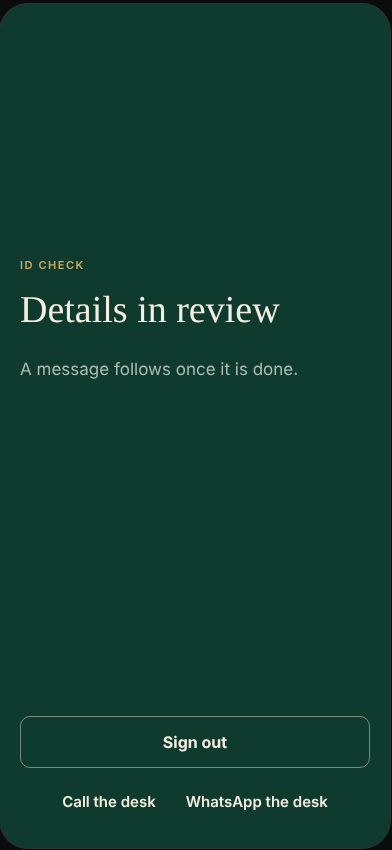 ID CHECK
Details in review
A message follows once it is done.
Sign out
Call the desk
WhatsApp the desk